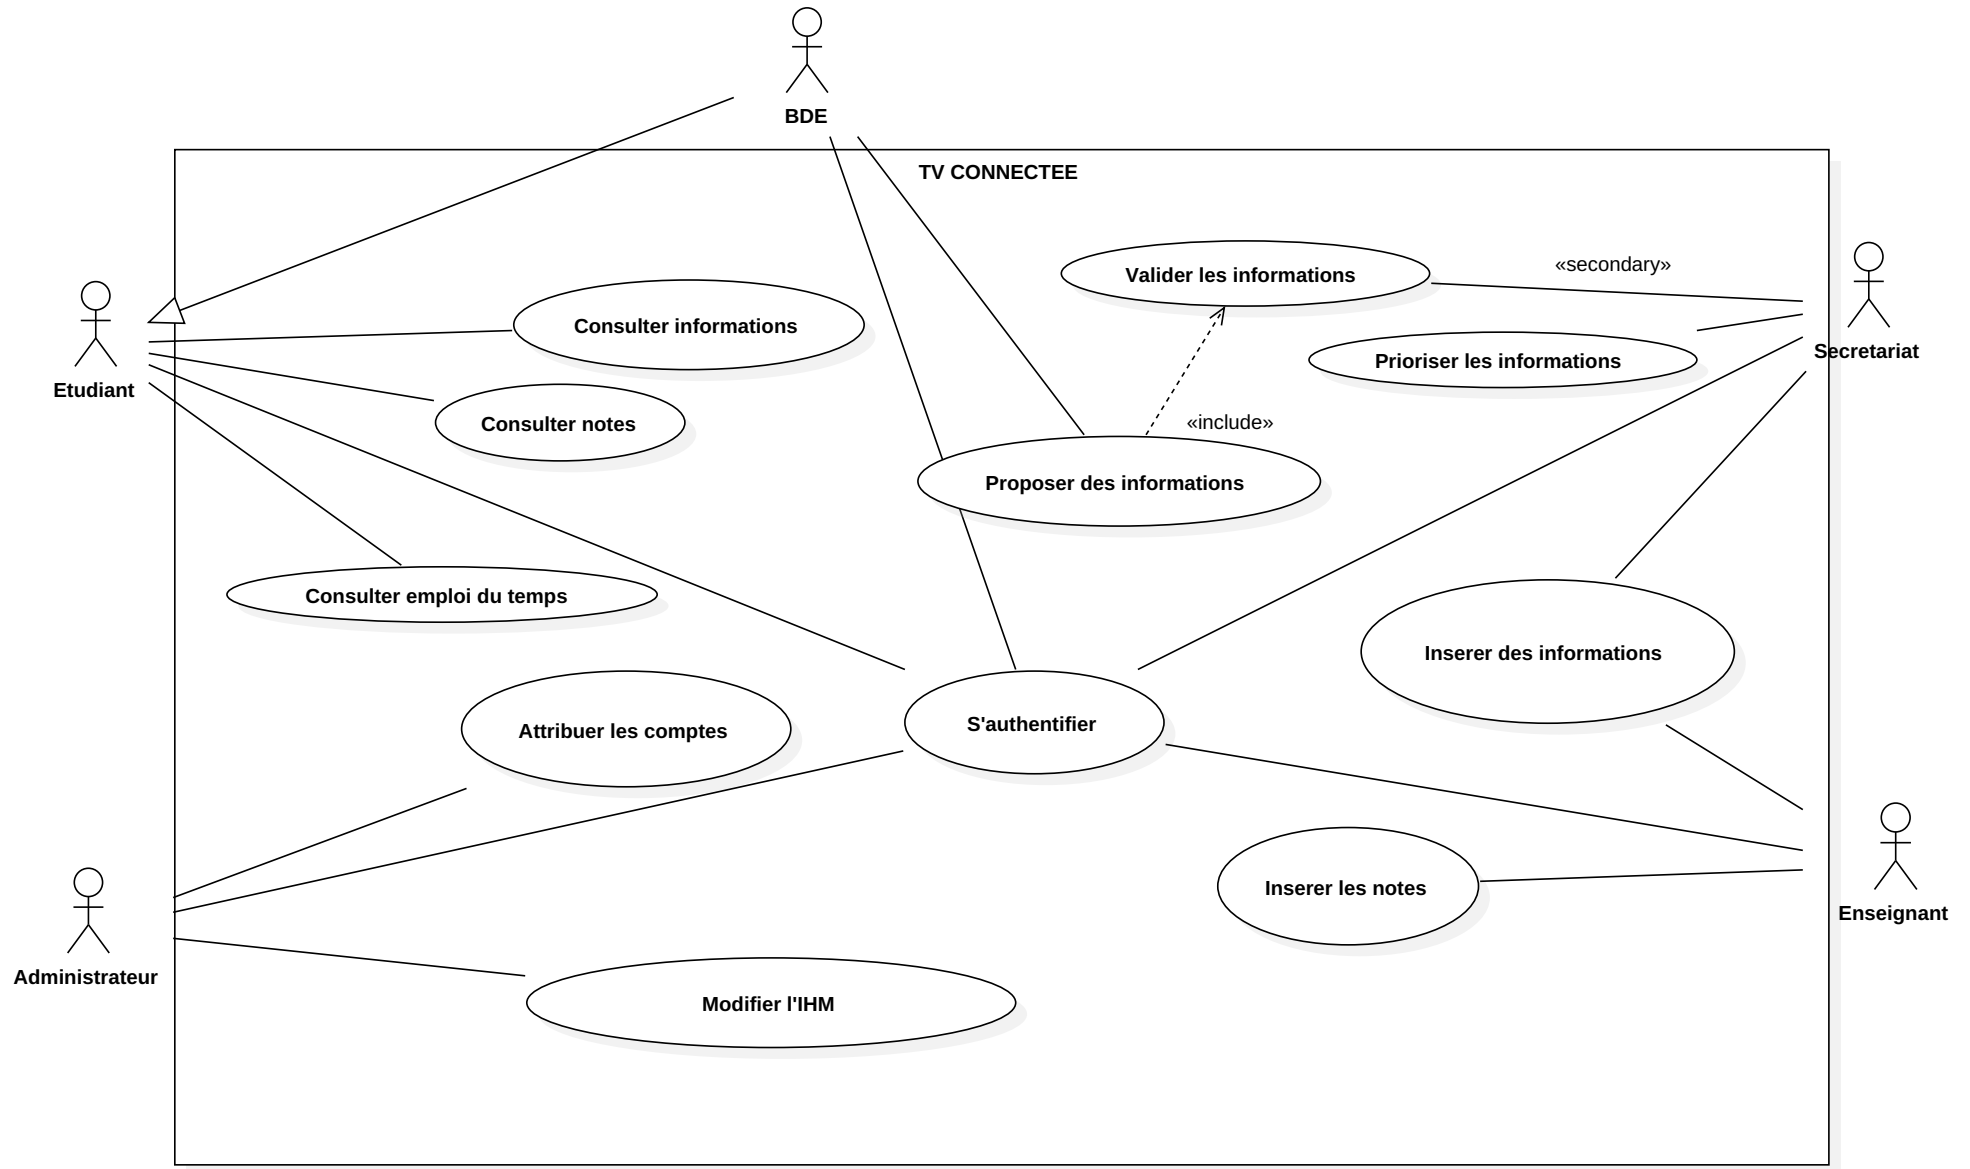 BDE
TV CONNECTEE
Valider les informations
«secondary»
Consulter informations
Prioriser les informations
Secretariat
Etudiant
Consulter notes
«include»
Proposer des informations
Consulter emploi du temps
Inserer des informations
Attribuer les comptes
S'authentifier
Inserer les notes
Enseignant
Administrateur
Modifier l'IHM